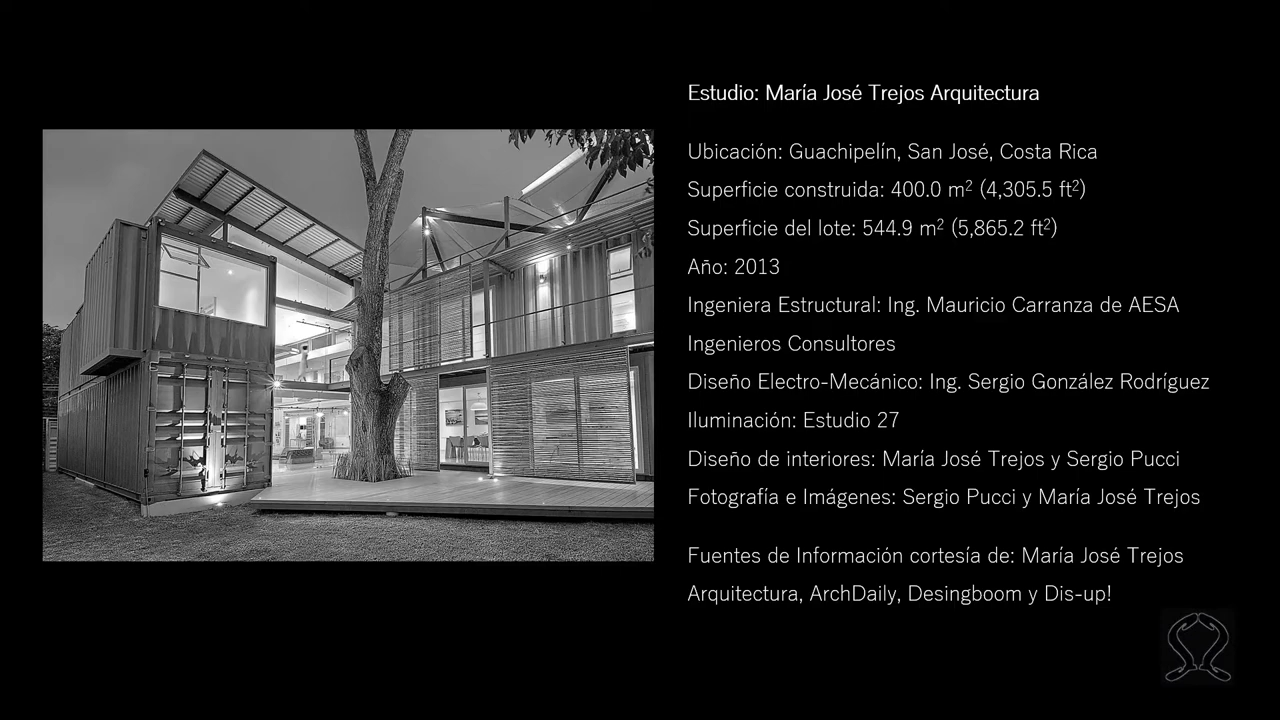 Estudio: María José Trejos Arquitectura
Ubicación: Guachipelín, San José, Costa Rica
Superficie construida: 400.0 m² (4,305.5 ft²)
Superficie del lote: 544.9 m² (5,865.2 ft²)
Año: 2013
Ingeniera Estructural: Ing. Mauricio Carranza de AESA
Ingenieros Consultores
Diseño Electro-Mecánico: Ing. Sergio González Rodríguez
Iluminación: Estudio 27
Diseño de interiores: María José Trejos y Sergio Pucci
Fotografía e Imágenes: Sergio Pucci y María José Trejos
Fuentes de Información cortesía de: María José Trejos
Arquitectura, ArchDaily, Desingboom y Dis-up!